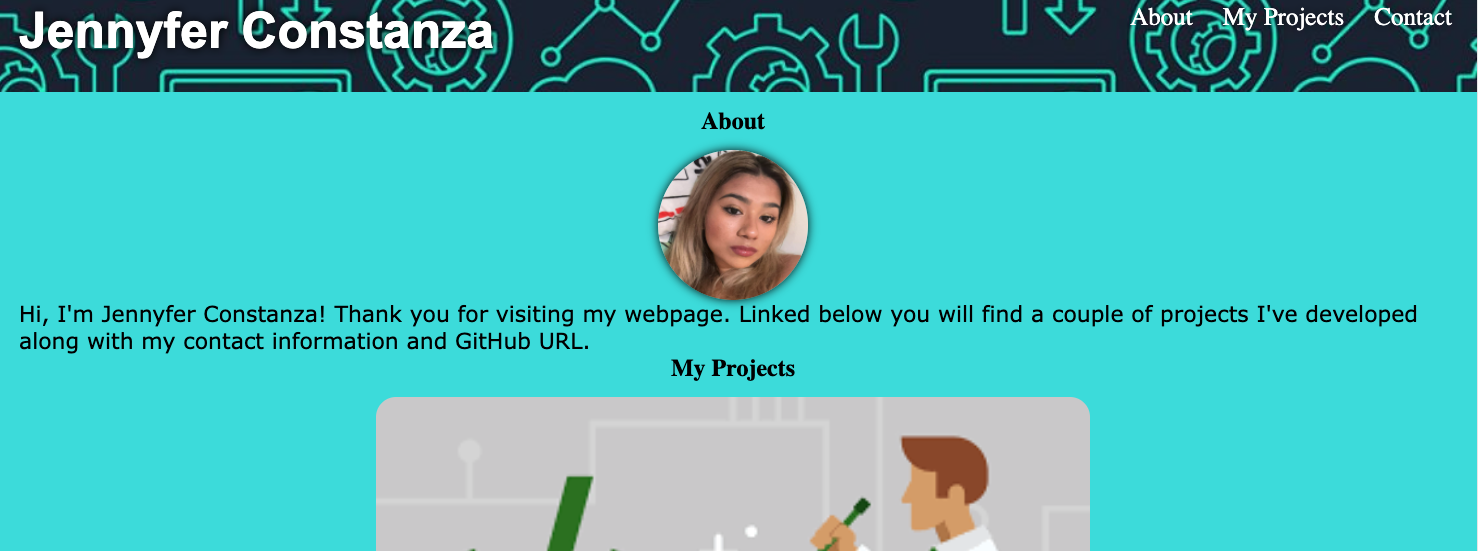 Jennyfer Constanza
About My Projects Contact
About
Hi, I'm Jennyfer Constanza! Thank you for visiting my webpage. Linked below you will find a couple of projects I've developed
along with my contact information and GitHub URL.
My Projects